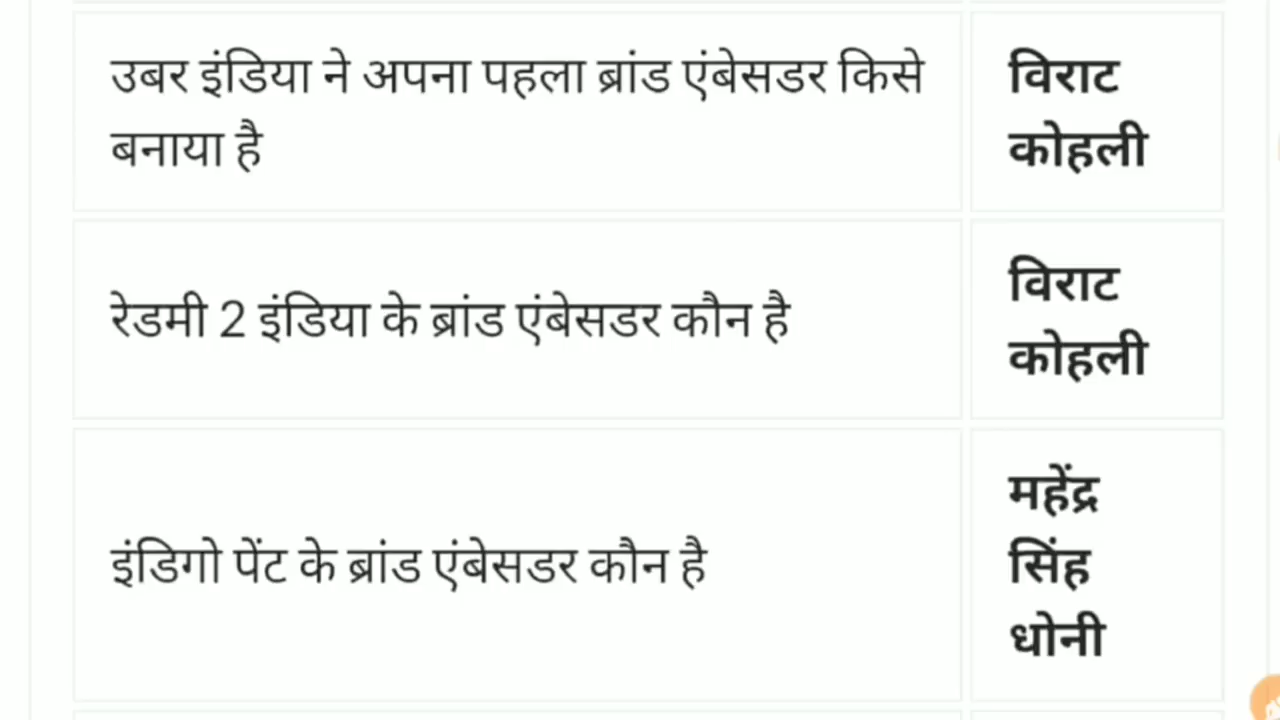 उबर इंडिया ने अपना पहला ब्रांड एंबेसडर किसे
बनाया है
विराट
कोहली
रेडमी 2 इंडिया के ब्रांड एंबेसडर कौन है
विराट
कोहली
इंडिगो पेंट के ब्रांड एंबेसडर कौन है
महेंद्र
सिंह
धोनी